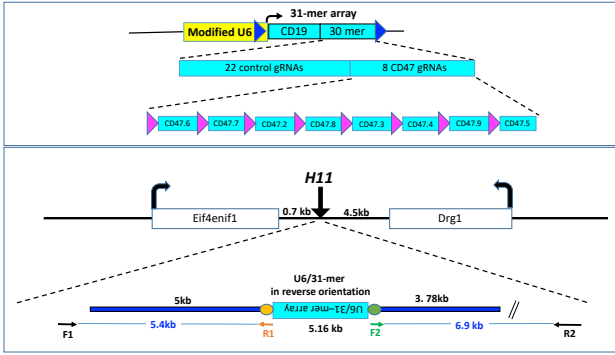 31-mer array
Modified U6 CD19 30 mer
22 control gRNAs 8 CD47 gRNAs
CD47.6 CD47.7 CD47.2 CD47.8 CD47.3 CD47.4 CD47.9 CD47.5
H11
0.7 kb 4.5kb
Eif4enif1 Drg1
U6/31-mer
in reverse orientation
5kb U6/31–mer array 3. 78kb
5.16 kb
F1 5.4kb R1 F2 6.9 kb R2